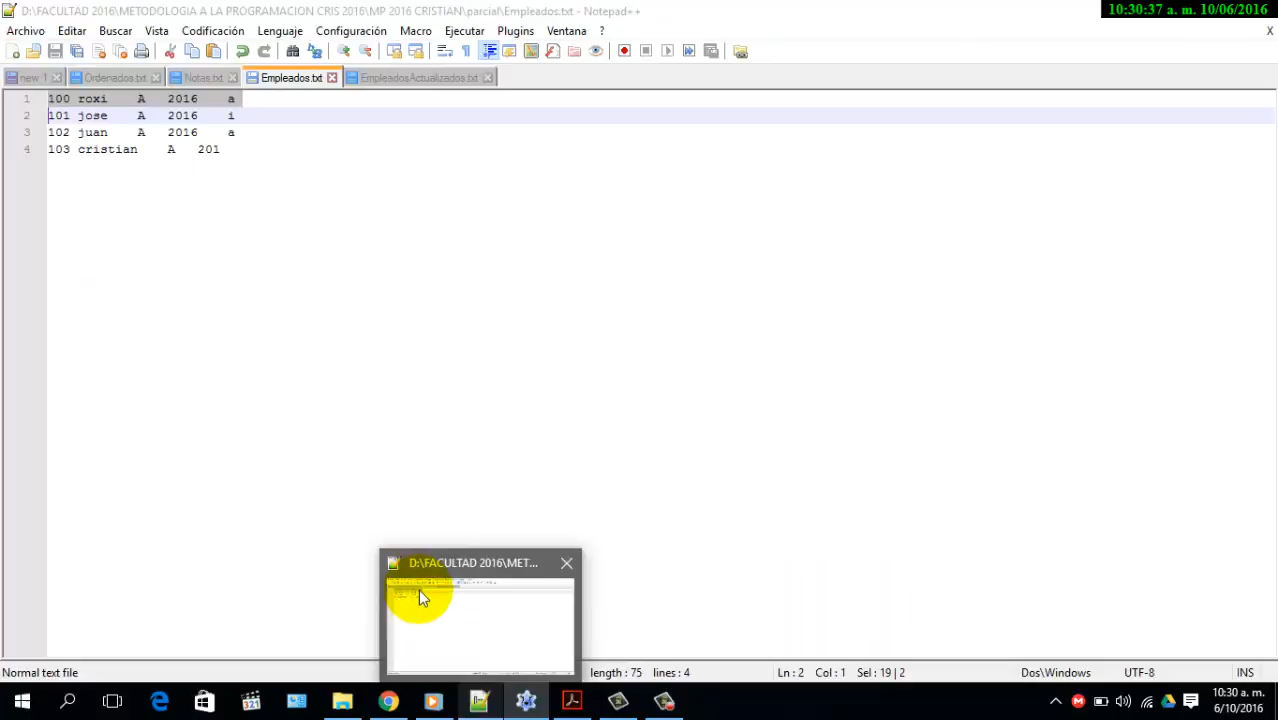 D:\FACULTAD 2016\METODOLOGIA A LA PROGRAMACION CRIS 2016\MP 2016 CRISTIAN\parcial\Empleados.txt - Notepad++
10:30:37 a. m. 10/06/2016
Archivo Editar Buscar Vista Codificación Lenguaje Configuración Macro Ejecutar Plugins Ventana ? X
new 1 Ordenados.txt Notas.txt Empleados.txt EmpleadosActualizados.txt
1 100 roxi A 2016 a
2 101 jose A 2016 i
3 102 juan A 2016 a
4 103 cristian A 201
D:\FACULTAD 2016\MET...
Normal text file length : 75 lines : 4 Ln : 2 Col : 1 Sel : 19 | 2 Dos\Windows UTF-8 INS
10:30 a. m.
6/10/2016